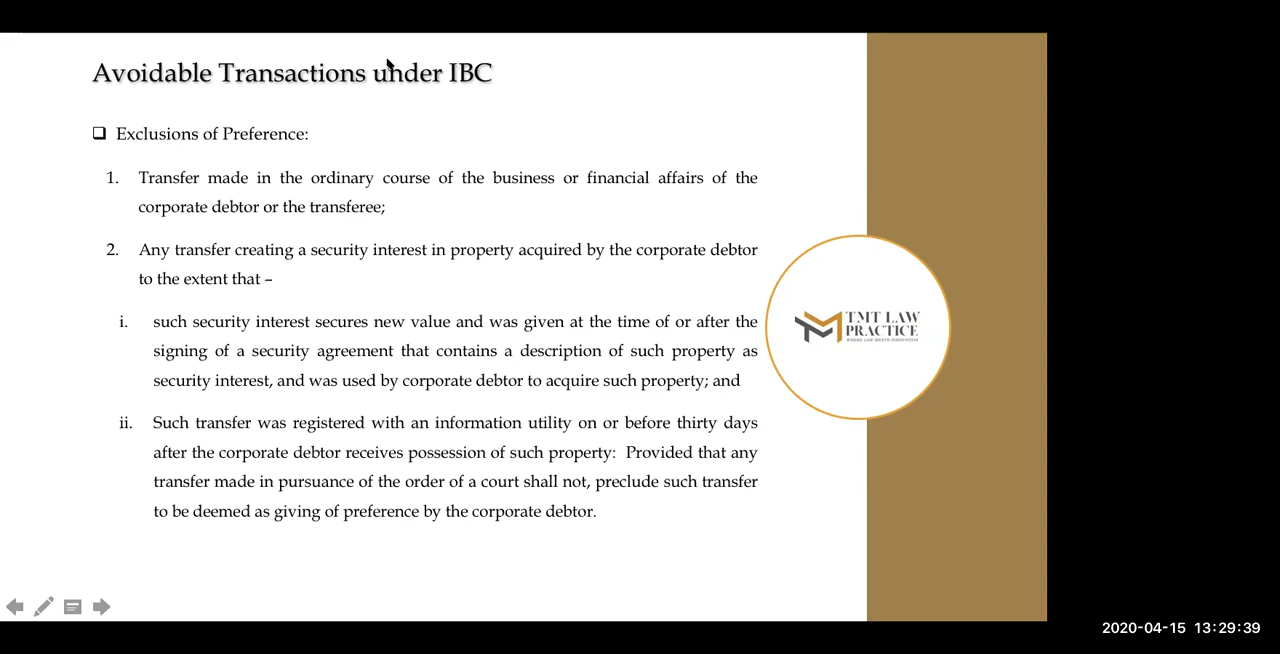 Avoidable Transactions under IBC
❑ Exclusions of Preference:
1. Transfer made in the ordinary course of the business or financial affairs of the
corporate debtor or the transferee;
2. Any transfer creating a security interest in property acquired by the corporate debtor
to the extent that –
i. such security interest secures new value and was given at the time of or after the
signing of a security agreement that contains a description of such property as
security interest, and was used by corporate debtor to acquire such property; and
ii. Such transfer was registered with an information utility on or before thirty days
after the corporate debtor receives possession of such property: Provided that any
transfer made in pursuance of the order of a court shall not, preclude such transfer
to be deemed as giving of preference by the corporate debtor.
TMT LAW
PRACTICE
WHERE LAW MEETS INNOVATION
2020-04-15 13:29:39